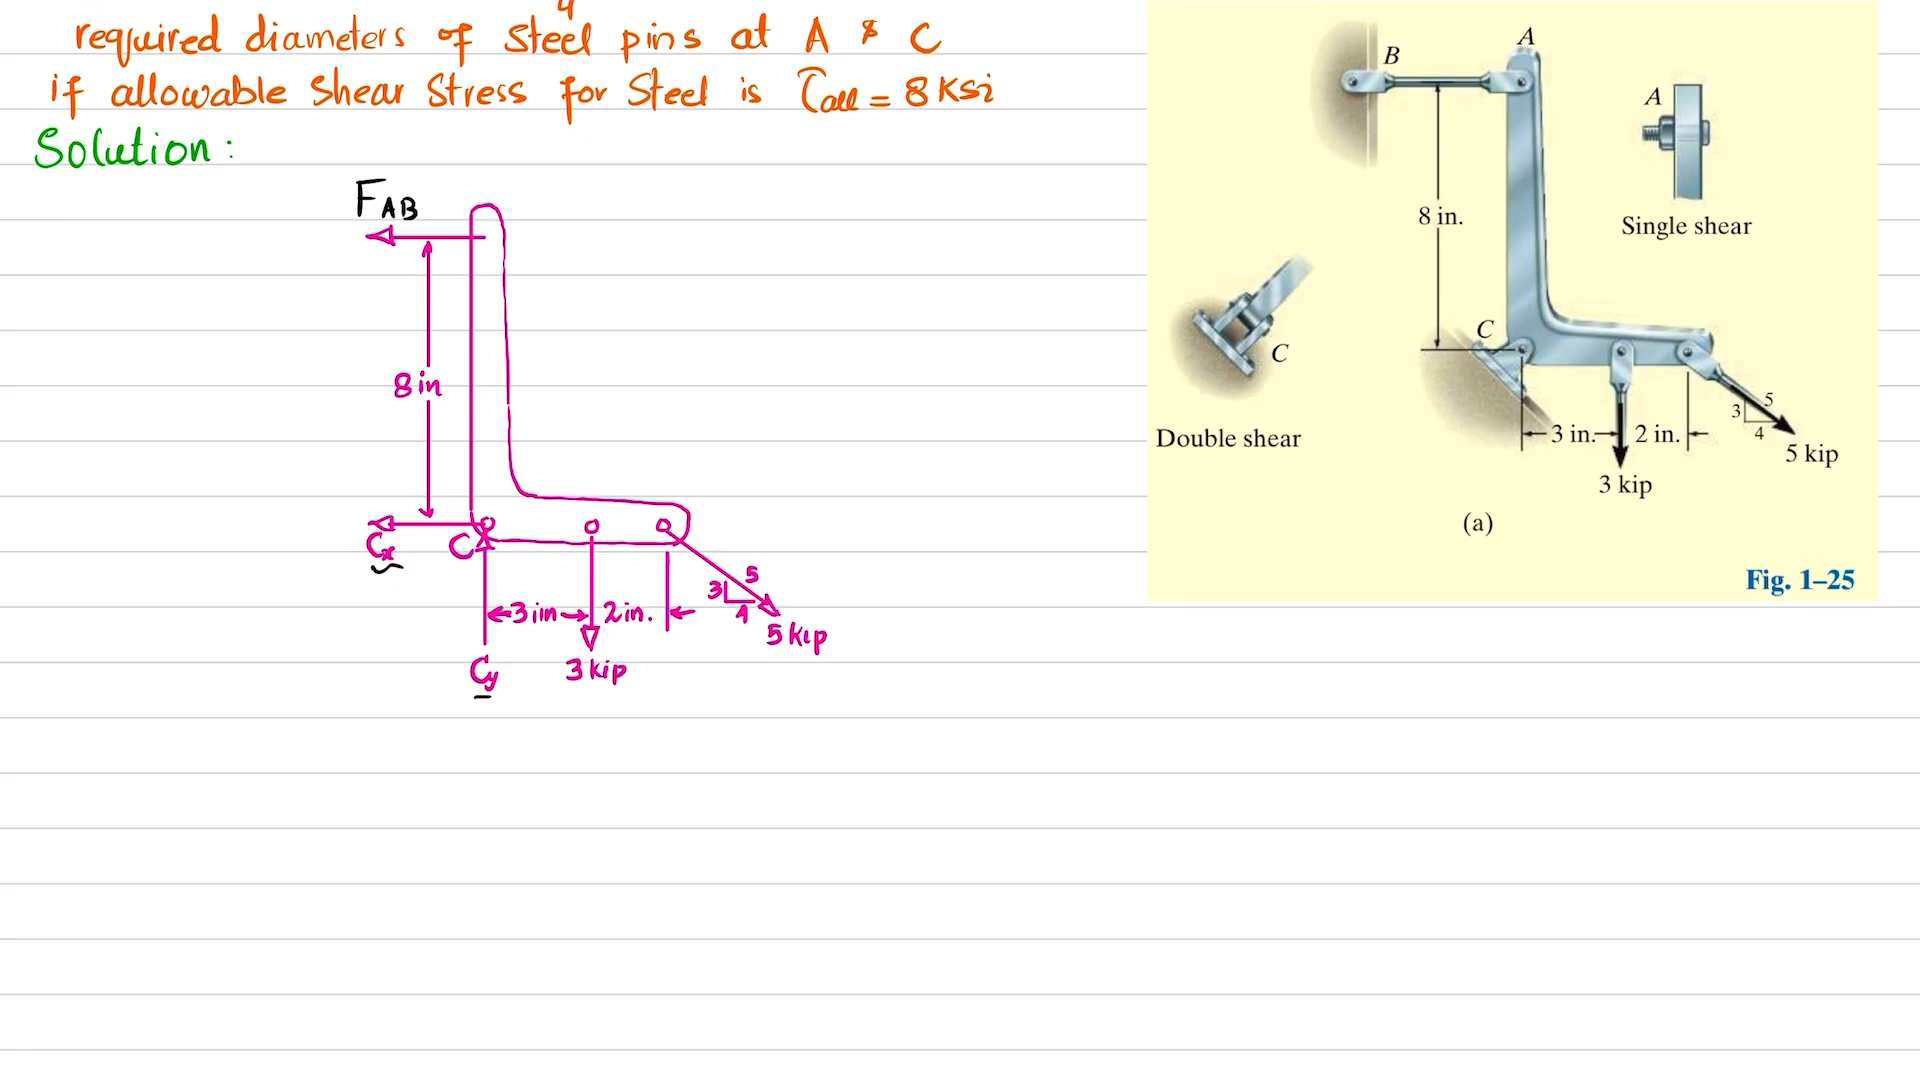 required diameters of steel pins at A & C
if allowable Shear Stress for Steel is τall = 8 Ksi
Solution :
FAB
8 in
Cx
C
3 in
2 in.
3
5
4
5 kip
Cy
3 kip
B
A
A
8 in.
Single shear
C
C
Double shear
3 in.
2 in.
3
5
4
5 kip
3 kip
(a)
Fig. 1–25